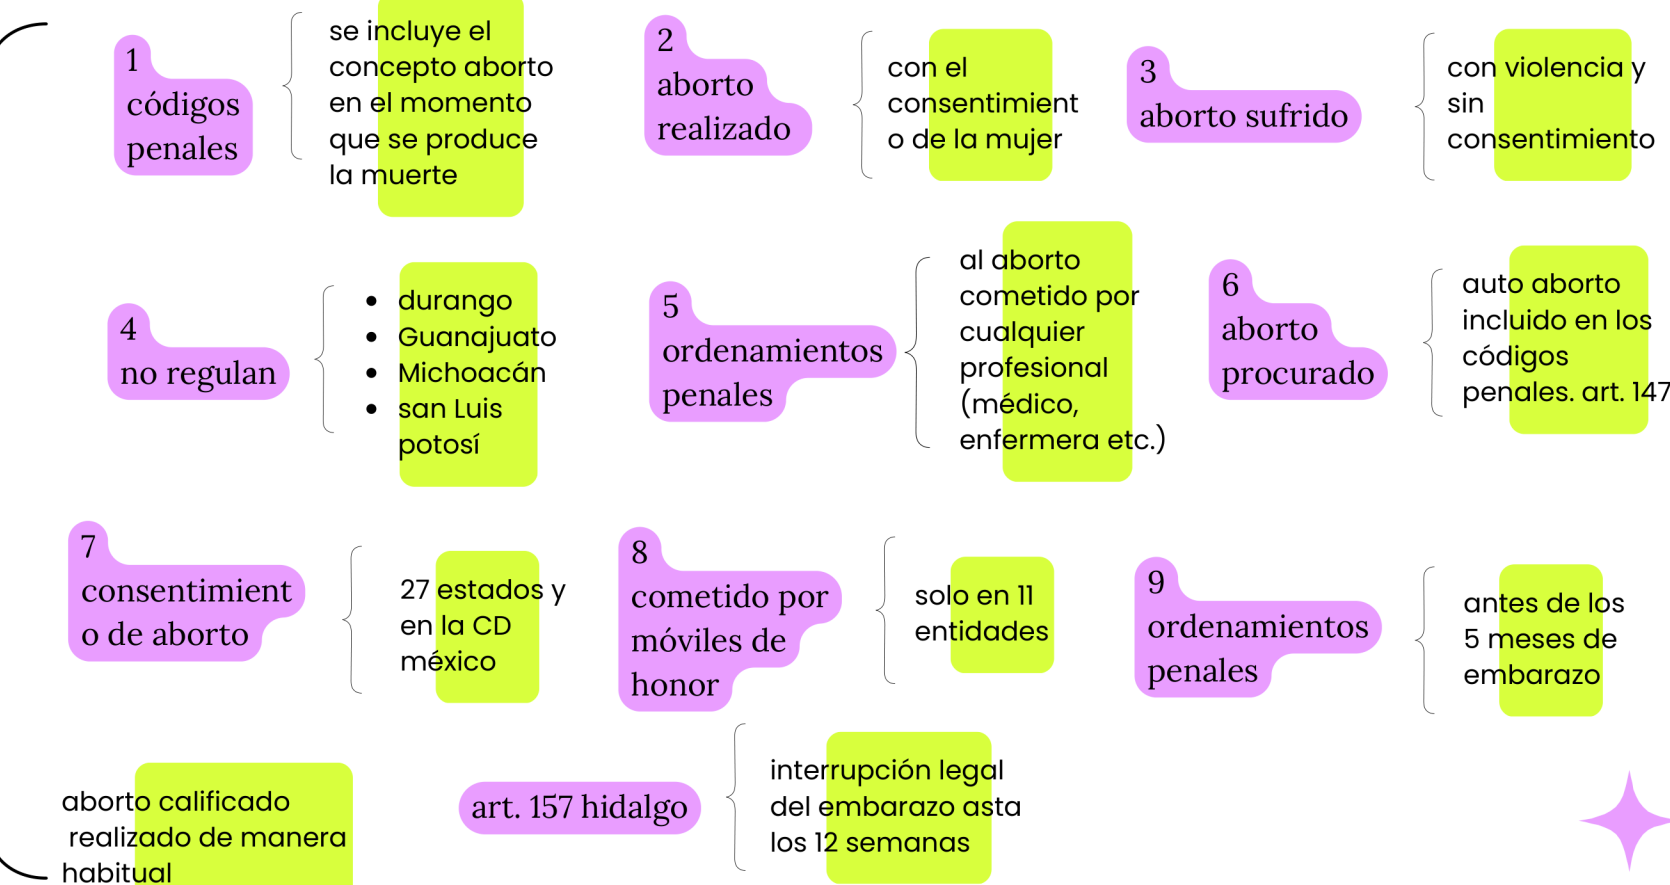 1
códigos
penales
se incluye el
concepto aborto
en el momento
que se produce
la muerte
2
aborto
realizado
con el
consentimient
o de la mujer
3
aborto sufrido
con violencia y
sin
consentimiento
4
no regulan
• durango
• Guanajuato
• Michoacán
• san Luis
potosí
5
ordenamientos
penales
al aborto
cometido por
cualquier
profesional
(médico,
enfermera etc.)
6
aborto
procurado
auto aborto
incluido en los
códigos
penales. art. 147
7
consentimient
o de aborto
27 estados y
en la CD
méxico
8
cometido por
móviles de
honor
solo en 11
entidades
9
ordenamientos
penales
antes de los
5 meses de
embarazo
aborto calificado
realizado de manera
habitual
art. 157 hidalgo
interrupción legal
del embarazo asta
los 12 semanas